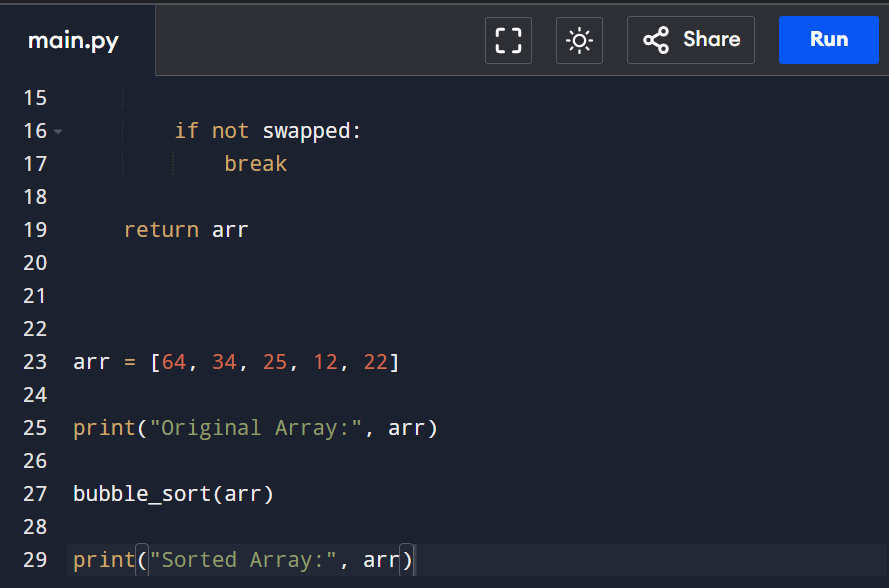 main.py Share Run
15
16 if not swapped:
17 break
18
19 return arr
20
21
22
23 arr = [64, 34, 25, 12, 22]
24
25 print("Original Array:", arr)
26
27 bubble_sort(arr)
28
29 print("Sorted Array:", arr)